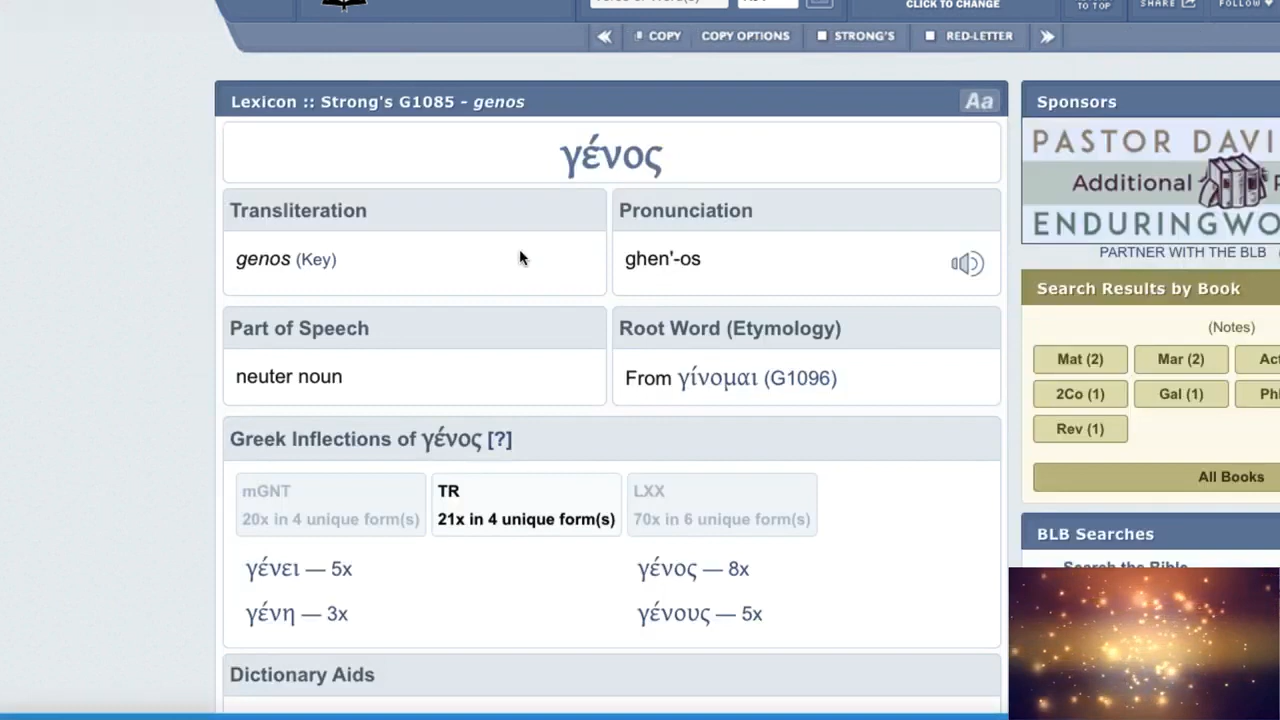 CLICK TO CHANGE
TO TOP
SHARE
FOLLOW
COPY
COPY OPTIONS
STRONG'S
RED-LETTER
Lexicon :: Strong's G1085 - genos
Aa
γένος
Transliteration
Pronunciation
genos (Key)
ghen'-os
Part of Speech
Root Word (Etymology)
neuter noun
From γίνομαι (G1096)
Greek Inflections of γένος [?]
mGNT
TR
LXX
20x in 4 unique form(s)
21x in 4 unique form(s)
70x in 6 unique form(s)
γένει — 5x
γένος — 8x
γένη — 3x
γένους — 5x
Dictionary Aids
Sponsors
PASTOR DAVI
Additional
ENDURINGWO
PARTNER WITH THE BLB
Search Results by Book
(Notes)
Mat (2)
Mar (2)
2Co (1)
Gal (1)
Rev (1)
All Books
BLB Searches
Search the Bible